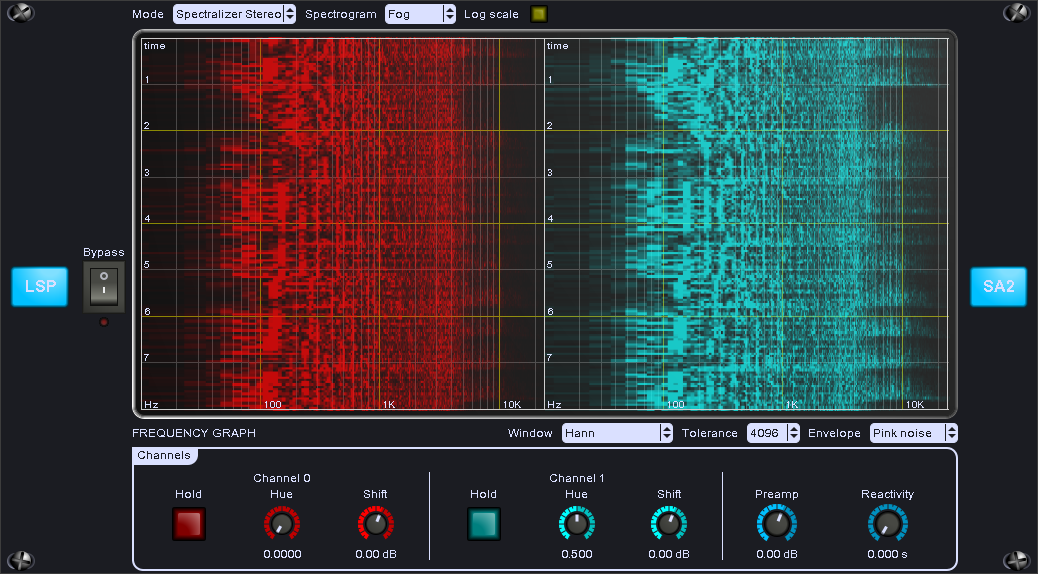 Mode Spectralizer Stereo Spectrogram Fog Log scale
time time
1 1
2 2
3 3
4 4
5 5
6 6
7 7
Hz 100 1K 10K Hz 100 1K 10K
Bypass
LSP
SA2
FREQUENCY GRAPH Window Hann Tolerance 4096 Envelope Pink noise
Channels
Channel 0 Channel 1
Hold Hue Shift Hold Hue Shift Preamp Reactivity
0.0000 0.00 dB 0.500 0.00 dB 0.00 dB 0.000 s